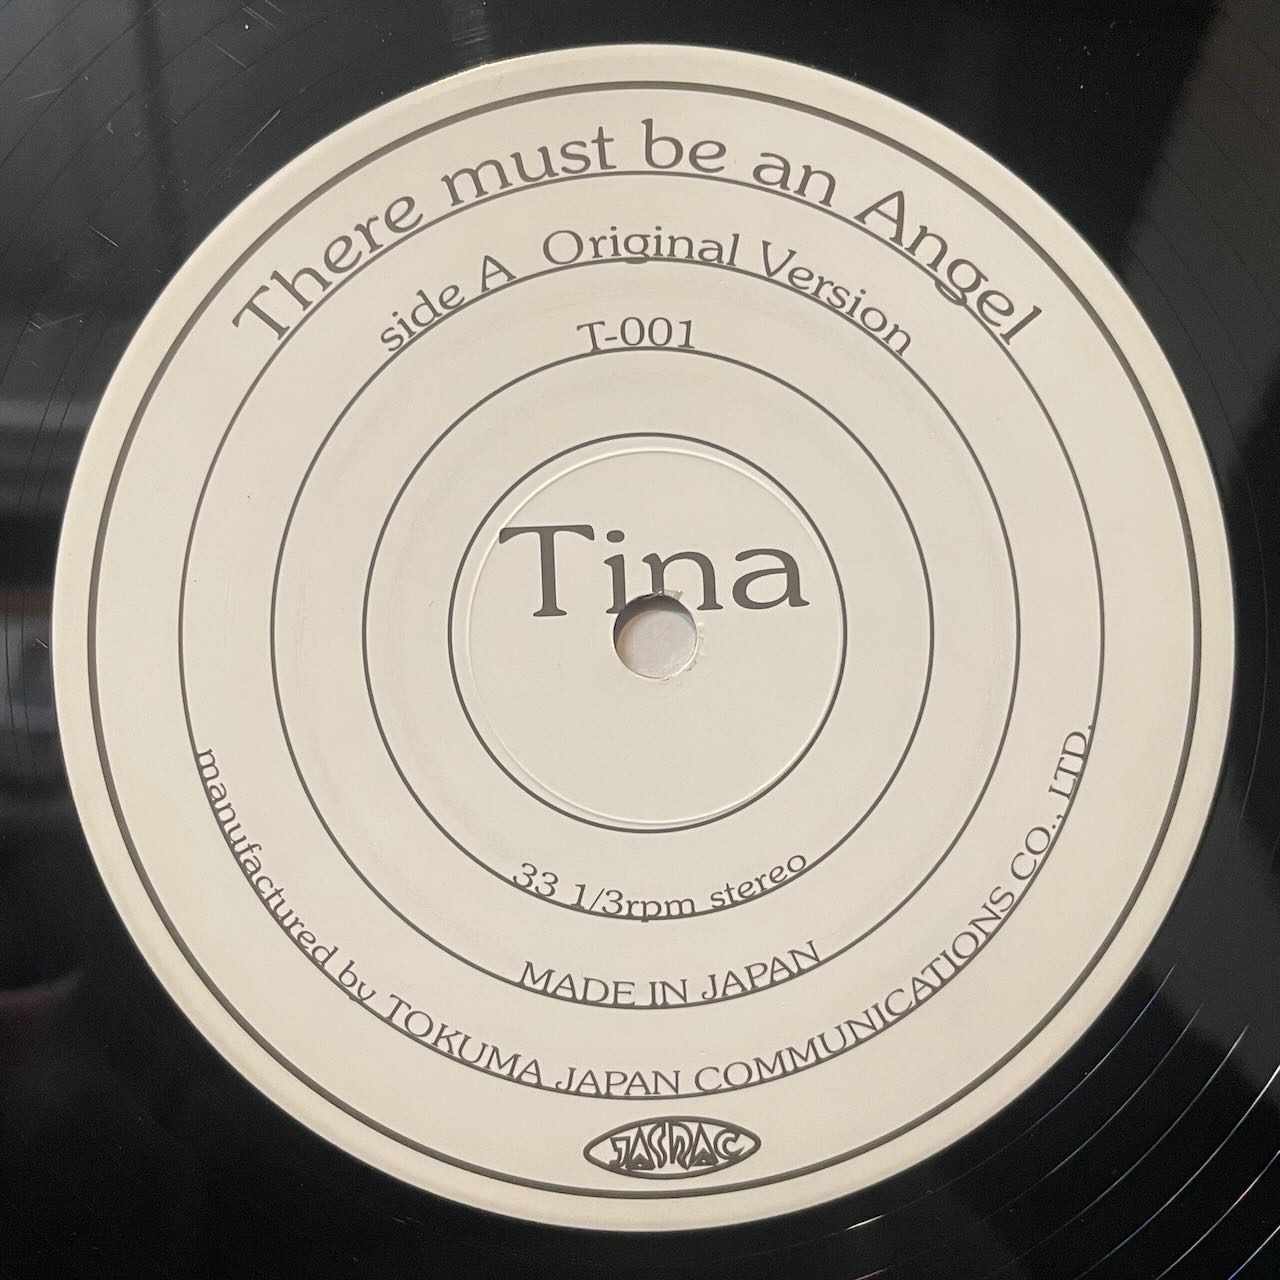 There must be an Angel
side A Original Version
T-001
Tina
33 1/3rpm stereo
MADE IN JAPAN
manufactured by TOKUMA JAPAN COMMUNICATIONS CO., LTD.
JASRAC